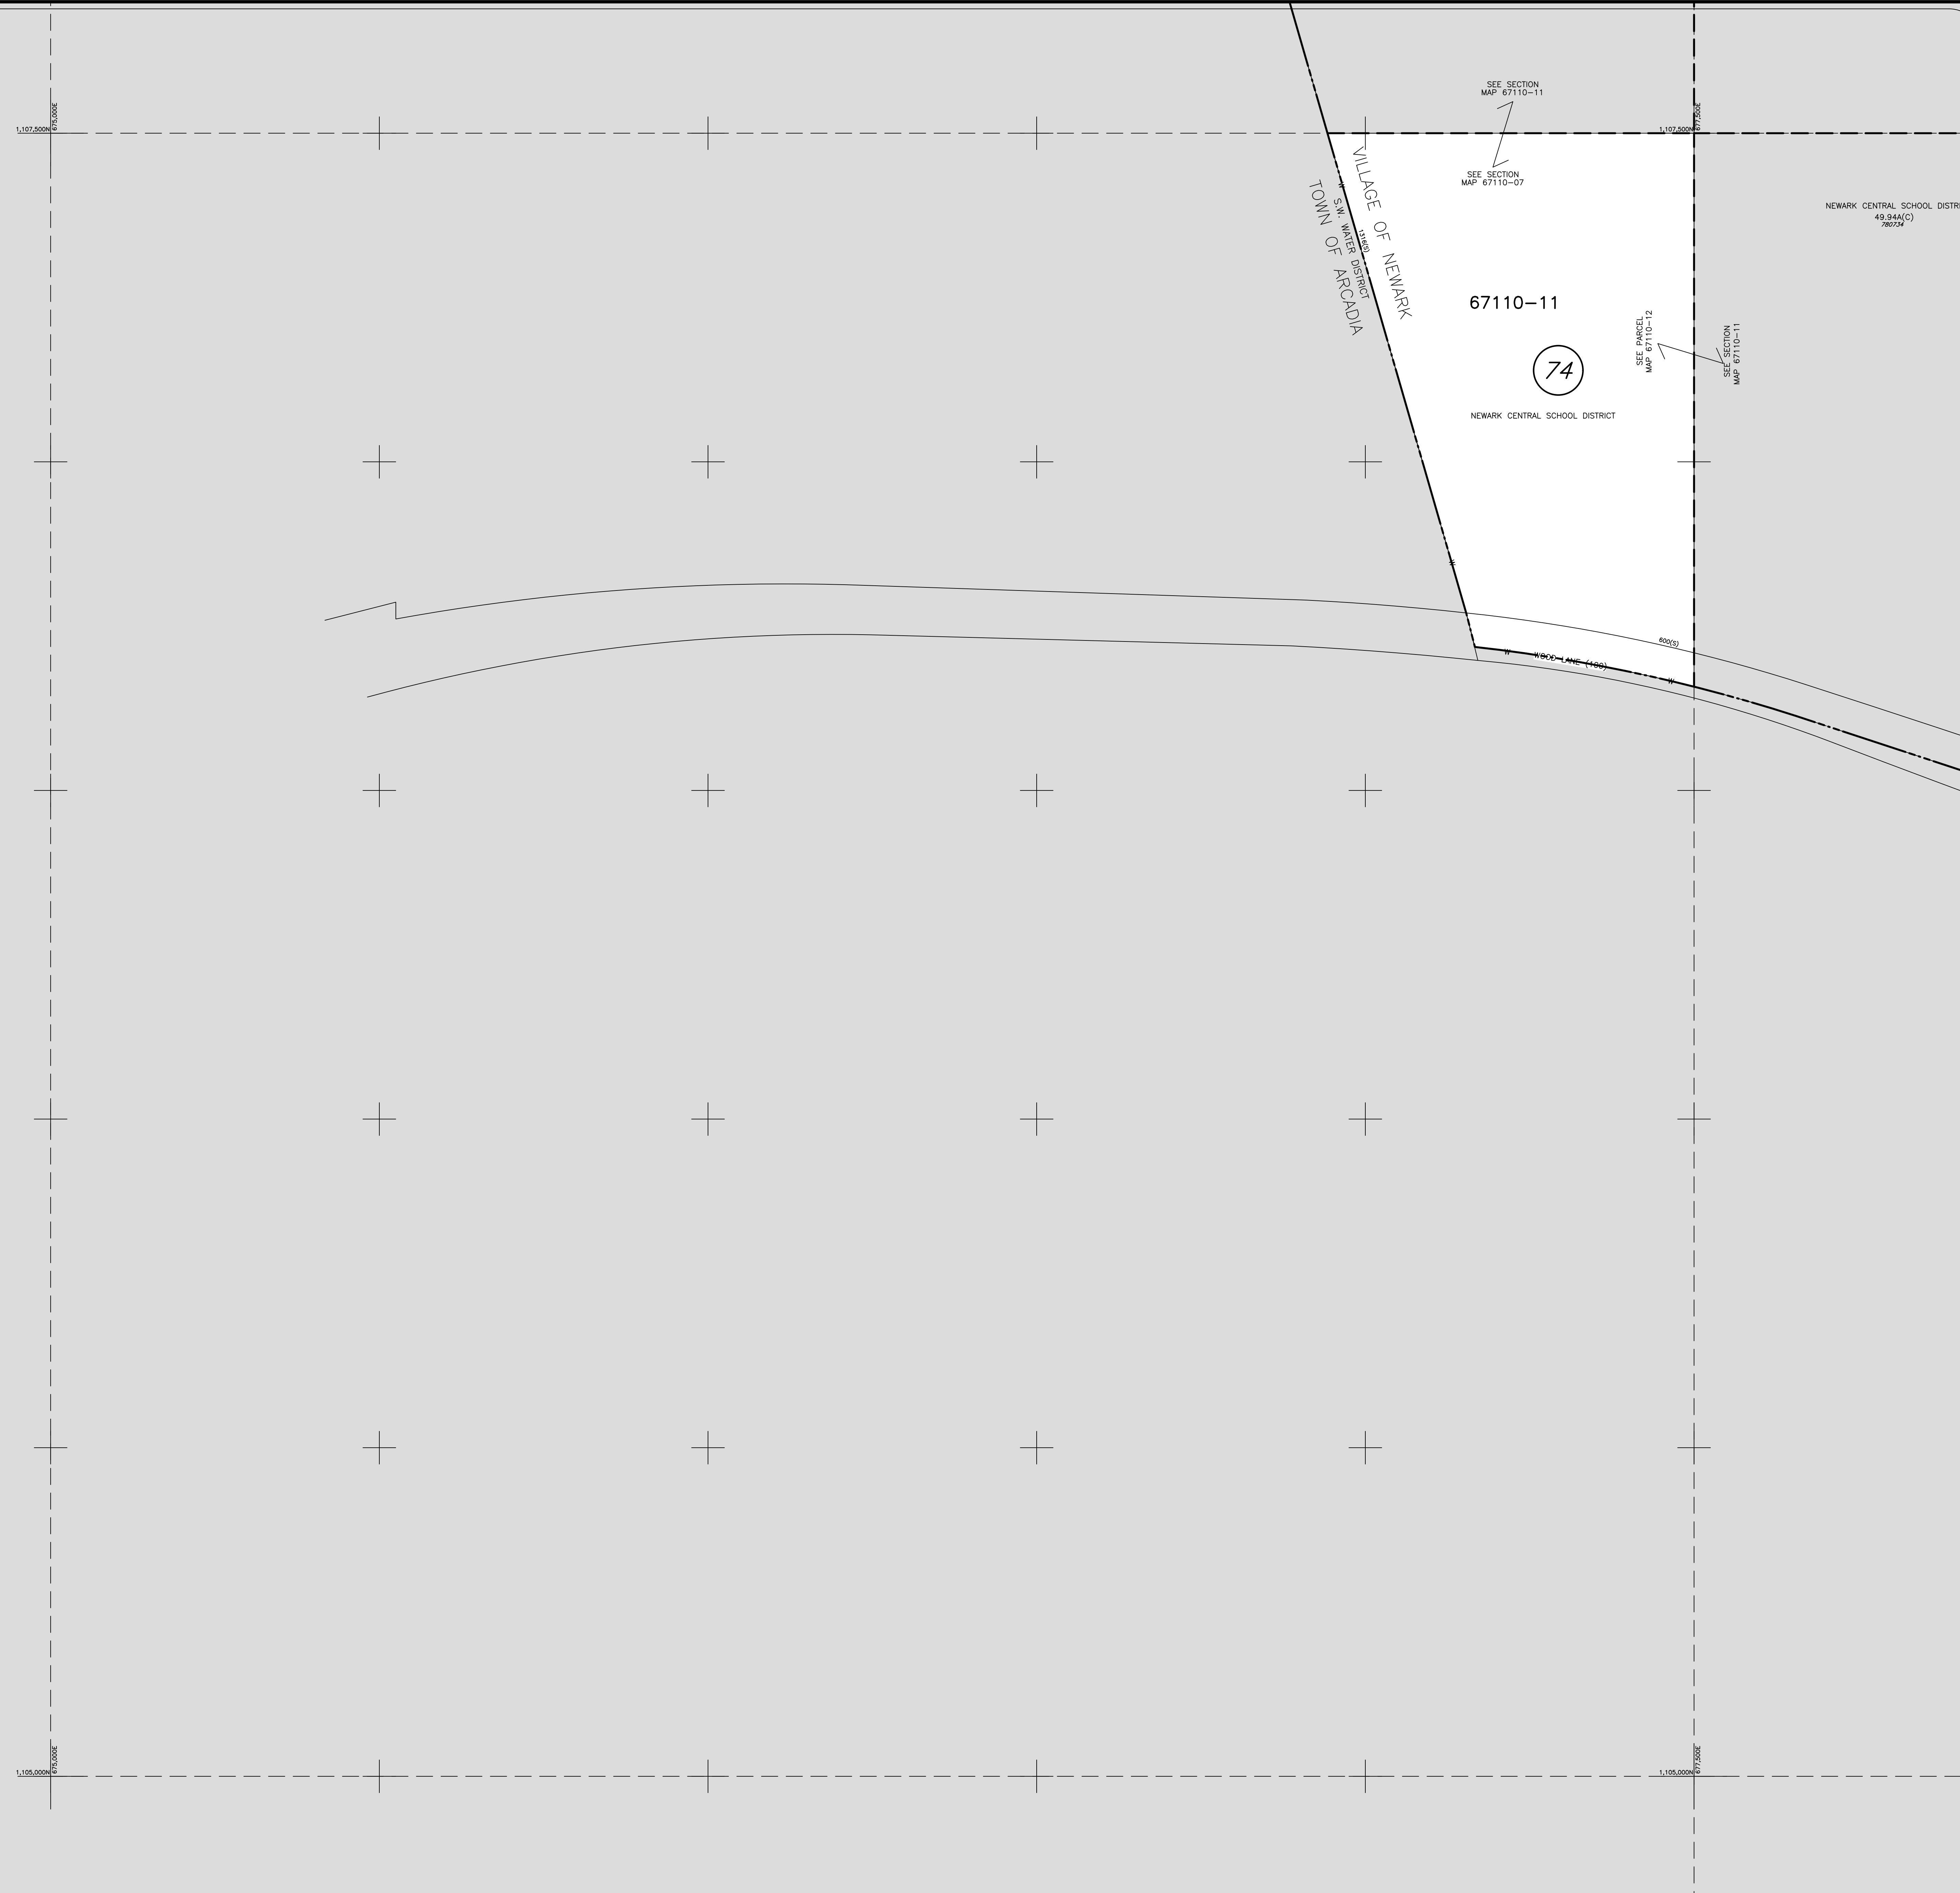 SEE SECTION
MAP 67110-11
675,000E
1,107,500N
677,500E
1,107,500N
SEE SECTION
MAP 67110-07
VILLAGE OF NEWARK
1316(S)
W
S.W. WATER DISTRICT
TOWN OF ARCADIA
NEWARK CENTRAL SCHOOL DISTRI
49.94A(C)
780734
67110-11
74
SEE PARCEL
MAP 67110-12
SEE SECTION
MAP 67110-11
NEWARK CENTRAL SCHOOL DISTRICT
W
600(S)
W
WOOD LANE (100)
W
675,000E
1,105,000N
677,500E
1,105,000N